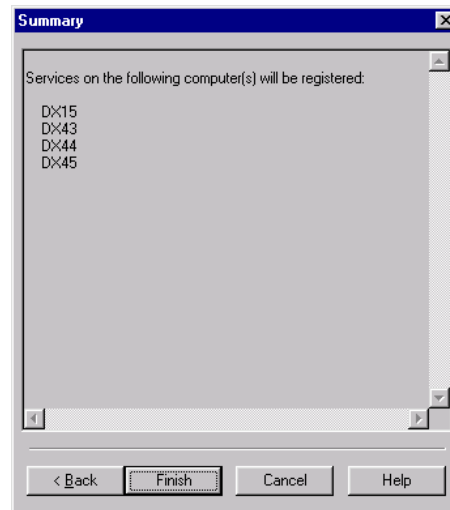 Summary
Services on the following computer(s) will be registered:
DX15
DX43
DX44
DX45
< Back
Finish
Cancel
Help